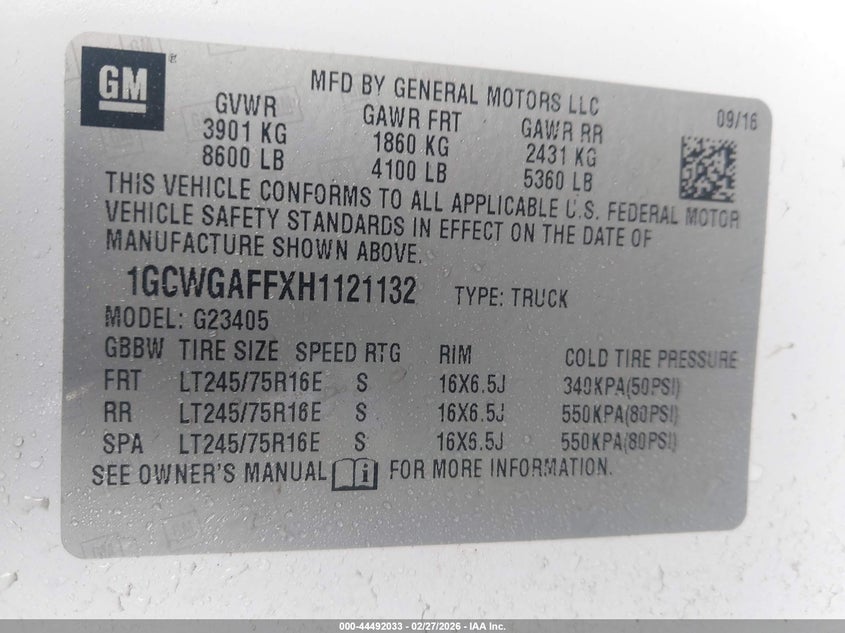 GM
MFD BY GENERAL MOTORS LLC
09/16
GVWR GAWR FRT GAWR RR
3901 KG 1860 KG 2431 KG
8600 LB 4100 LB 5360 LB
THIS VEHICLE CONFORMS TO ALL APPLICABLE U.S. FEDERAL MOTOR
VEHICLE SAFETY STANDARDS IN EFFECT ON THE DATE OF
MANUFACTURE SHOWN ABOVE.
1GCWGAFFXH1121132 TYPE: TRUCK
MODEL: G23405
GBBW TIRE SIZE SPEED RTG RIM COLD TIRE PRESSURE
FRT LT245/75R16E S 16X6.5J 340KPA(50PSI)
RR LT245/75R16E S 16X6.5J 550KPA(80PSI)
SPA LT245/75R16E S 16X6.5J 550KPA(80PSI)
SEE OWNER'S MANUAL i FOR MORE INFORMATION.
000-44492033 - 02/27/2026 - IAA Inc.